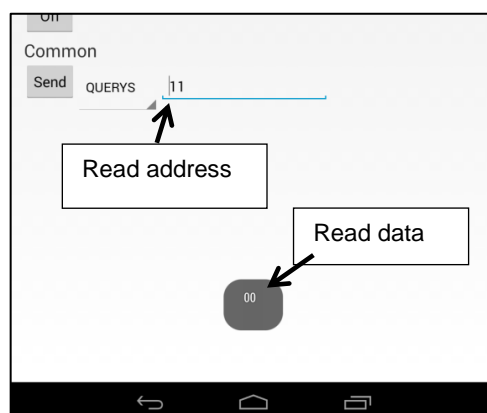 Common
Send QUERYS 11
Read address
Read data
00